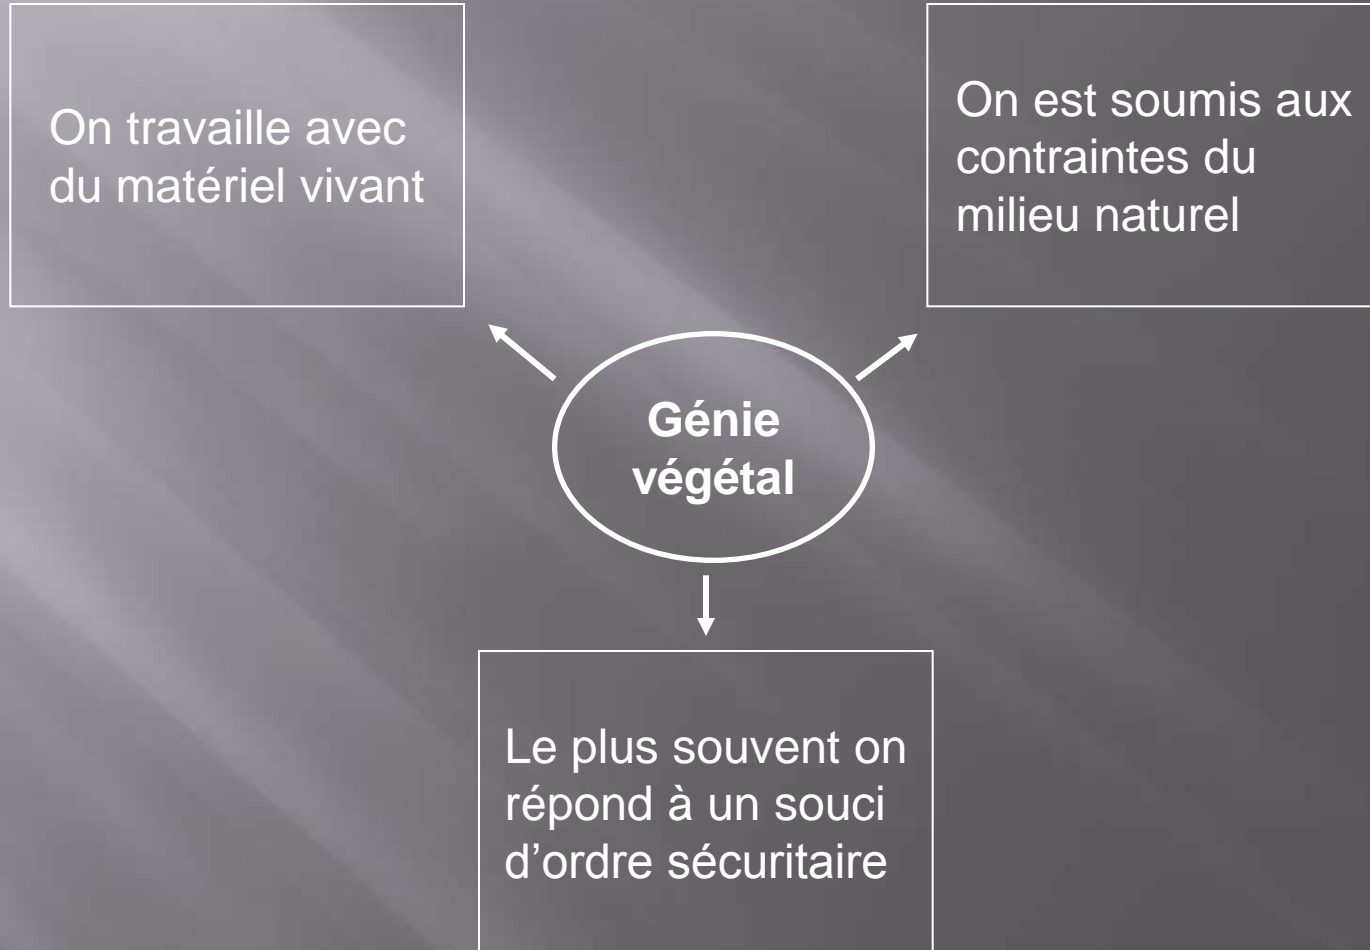 On travaille avec
du matériel vivant
On est soumis aux
contraintes du
milieu naturel
Génie
végétal
Le plus souvent on
répond à un souci
d’ordre sécuritaire